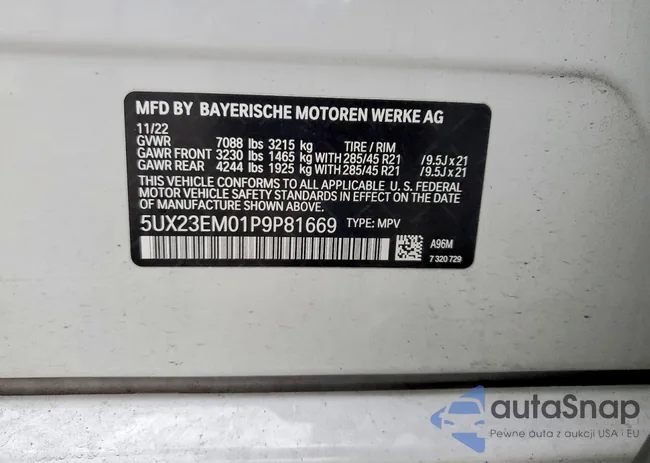 MFD BY BAYERISCHE MOTOREN WERKE AG
11/22
GVWR 7088 lbs 3215 kg TIRE / RIM
GAWR FRONT 3230 lbs 1465 kg WITH 285/45 R21 /9.5J x 21
GAWR REAR 4244 lbs 1925 kg WITH 285/45 R21 /9.5J x 21
THIS VEHICLE CONFORMS TO ALL APPLICABLE U. S. FEDERAL
MOTOR VEHICLE SAFETY STANDARDS IN EFFECT ON THE DATE
OF MANUFACTURE SHOWN ABOVE.
5UX23EM01P9P81669 TYPE: MPV
A96M
7 320 729
autaSnap
Pewne auta z aukcji USA i EU